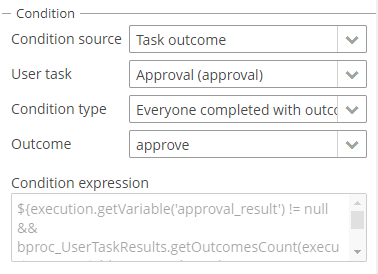 Condition
Condition source Task outcome
User task Approval (approval)
Condition type Everyone completed with outc
Outcome approve
Condition expression
${execution.getVariable('approval_result') != null
&&
bproc_UserTaskResults.getOutcomesCount(execu